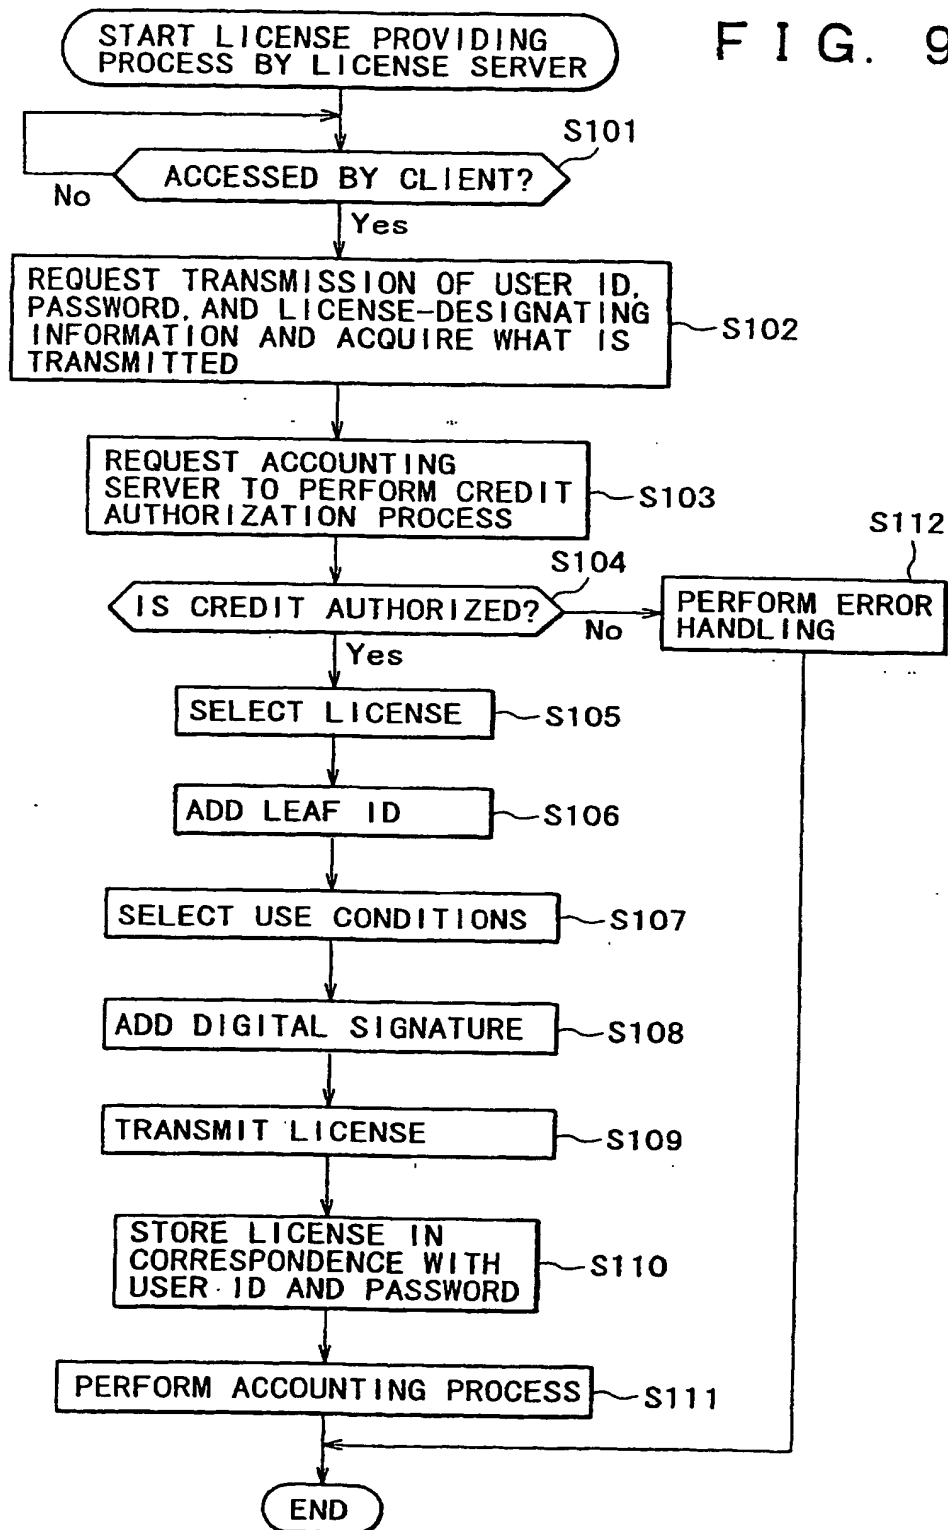 FIG. 9
START LICENSE PROVIDING
PROCESS BY LICENSE SERVER
S101
ACCESSED BY CLIENT?
No
Yes
REQUEST TRANSMISSION OF USER ID,
PASSWORD, AND LICENSE-DESIGNATING
INFORMATION AND ACQUIRE WHAT IS
TRANSMITTED
S102
REQUEST ACCOUNTING
SERVER TO PERFORM CREDIT
AUTHORIZATION PROCESS
S103
S104
IS CREDIT AUTHORIZED?
No
Yes
S112
PERFORM ERROR
HANDLING
SELECT LICENSE
S105
ADD LEAF ID
S106
SELECT USE CONDITIONS
S107
ADD DIGITAL SIGNATURE
S108
TRANSMIT LICENSE
S109
STORE LICENSE IN
CORRESPONDENCE WITH
USER ID AND PASSWORD
S110
PERFORM ACCOUNTING PROCESS
S111
END